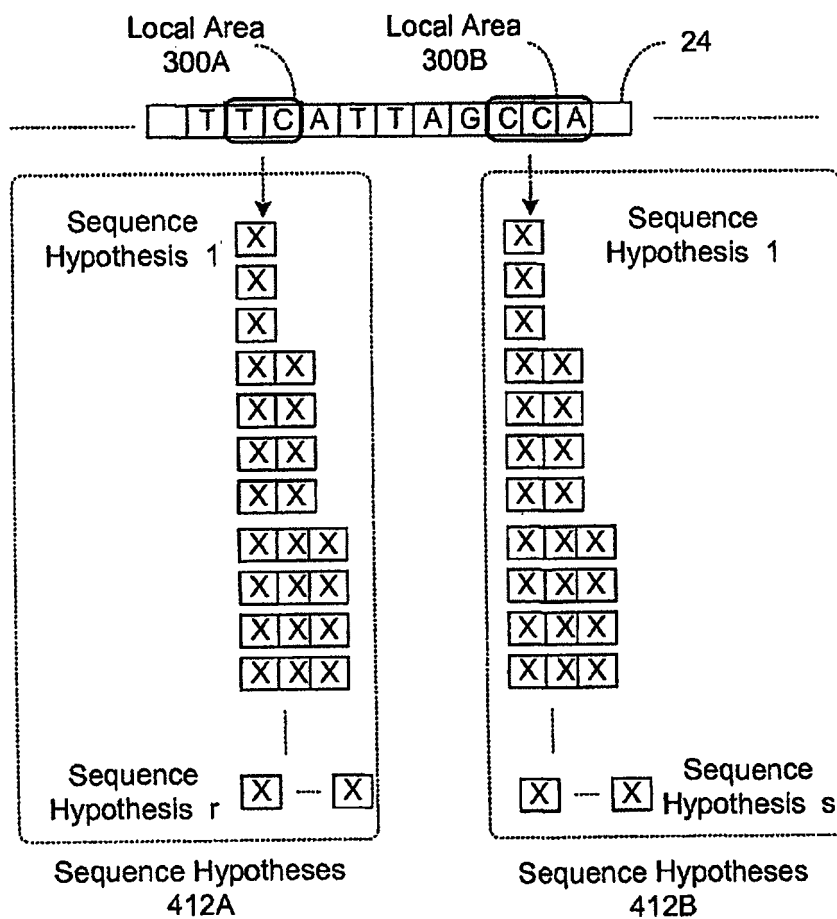 Local Area
300A
Local Area
300B
24
T T C A T T A G C C A
Sequence
Hypothesis 1
X
X
X
X X
X X
X X
X X
X X X
X X X
X X X
X X X
Sequence
Hypothesis r
X X
Sequence Hypotheses
412A
Sequence
Hypothesis 1
X
X
X
X X
X X
X X
X X
X X X
X X X
X X X
X X X
X X
Sequence
Hypothesis s
Sequence Hypotheses
412B